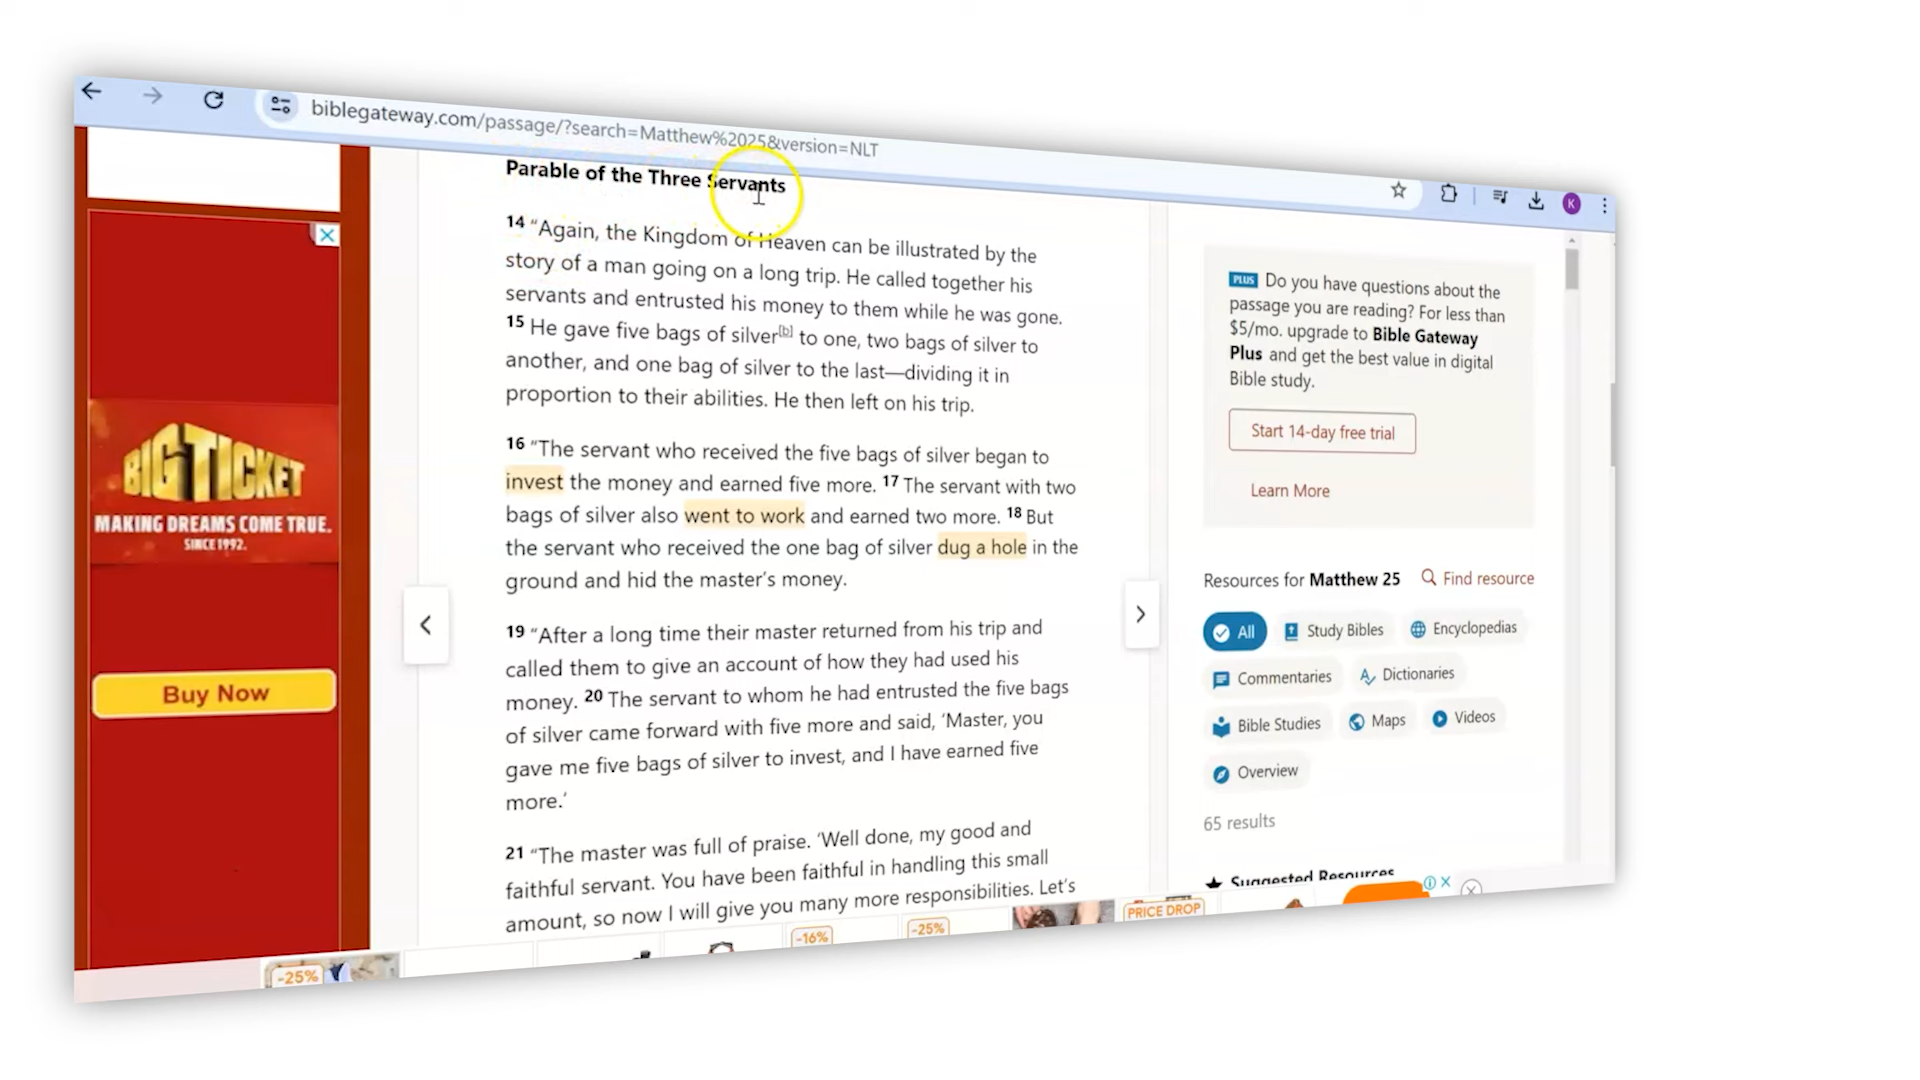 biblegateway.com/passage/?search=Matthew%2025&version=NLT
K
Parable of the Three Servants
14 “Again, the Kingdom of Heaven can be illustrated by the
story of a man going on a long trip. He called together his
servants and entrusted his money to them while he was gone.
15 He gave five bags of silver[b] to one, two bags of silver to
another, and one bag of silver to the last—dividing it in
proportion to their abilities. He then left on his trip.
16 “The servant who received the five bags of silver began to
invest the money and earned five more. 17 The servant with two
bags of silver also went to work and earned two more. 18 But
the servant who received the one bag of silver dug a hole in the
ground and hid the master’s money.
19 “After a long time their master returned from his trip and
called them to give an account of how they had used his
money. 20 The servant to whom he had entrusted the five bags
of silver came forward with five more and said, ‘Master, you
gave me five bags of silver to invest, and I have earned five
more.’
21 “The master was full of praise. ‘Well done, my good and
faithful servant. You have been faithful in handling this small
amount, so now I will give you many more responsibilities. Let’s
BIG TICKET
MAKING DREAMS COME TRUE.
SINCE 1992.
Buy Now
PLUS Do you have questions about the
passage you are reading? For less than
$5/mo. upgrade to Bible Gateway
Plus and get the best value in digital
Bible study.
Start 14-day free trial
Learn More
Resources for Matthew 25
Find resource
All
Study Bibles
Encyclopedias
Commentaries
Dictionaries
Bible Studies
Maps
Videos
Overview
65 results
Suggested Resources
-25%
-16%
-25%
PRICE DROP